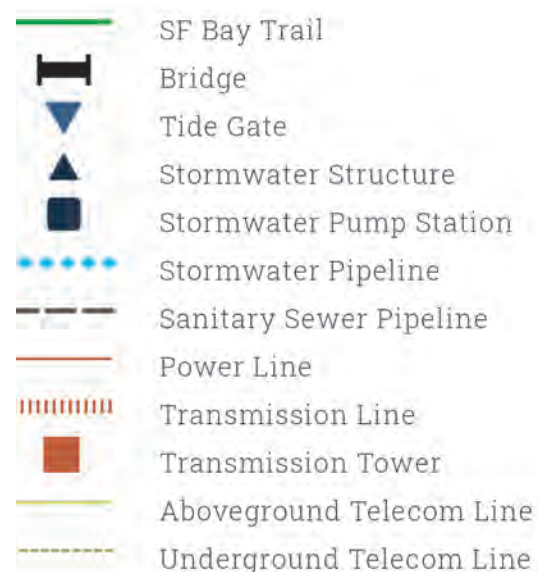 SF Bay Trail
Bridge
Tide Gate
Stormwater Structure
Stormwater Pump Station
Stormwater Pipeline
Sanitary Sewer Pipeline
Power Line
Transmission Line
Transmission Tower
Aboveground Telecom Line
Underground Telecom Line